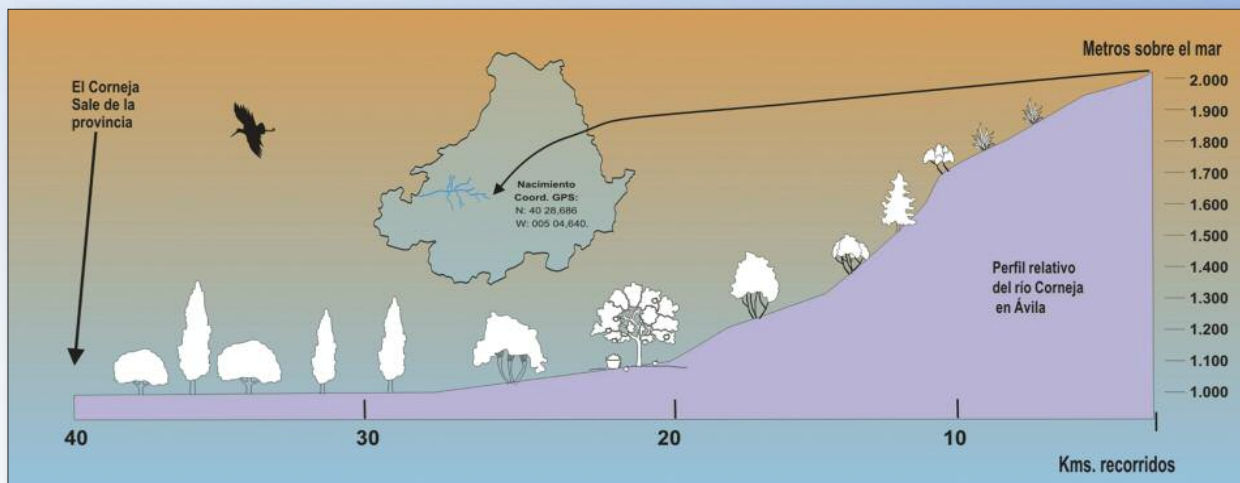 Metros sobre el mar
El Corneja
Sale de la
provincia
Nacimiento
Coord. GPS:
N: 40 28,686
W: 005 04,640.
2.000
1.900
1.800
1.700
1.600
1.500
1.400
1.300
1.200
1.100
1.000
Perfil relativo
del río Corneja
en Ávila
40
30
20
10
Kms. recorridos